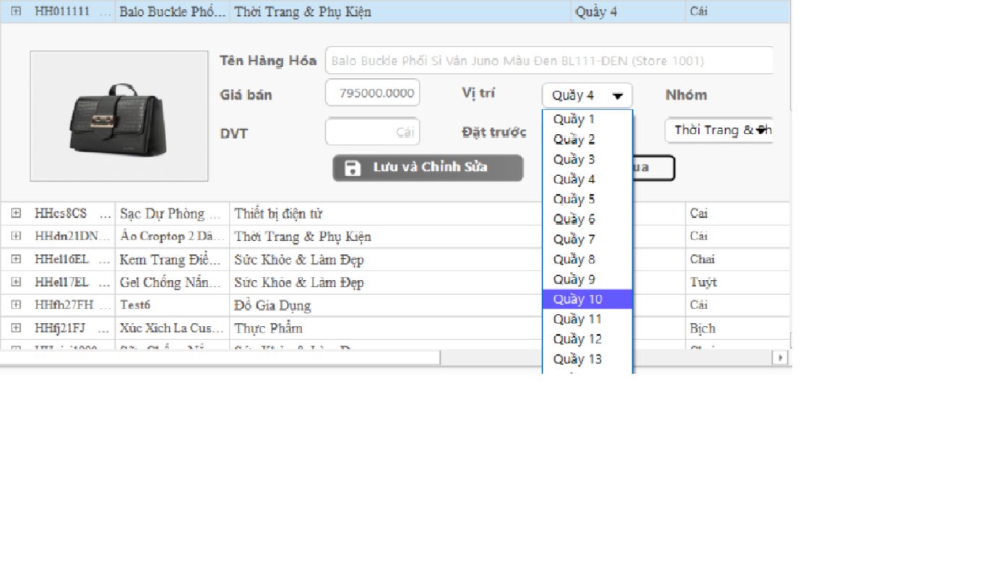 HH011111 ... Balo Buckle Phố... Thời Trang & Phụ Kiện Quầy 4 Cái
Tên Hàng Hóa Balo Buckle Phối Si Vân Juno Màu Đen BL111-DEN (Store 1001)
Giá bán 795000.0000 Vị trí Quầy 4 Nhóm
DVT Cái Đặt trước Thời Trang & Ph
Lưu và Chỉnh Sửa ua
Quầy 1
Quầy 2
Quầy 3
Quầy 4
Quầy 5
Quầy 6
Quầy 7
Quầy 8
Quầy 9
Quầy 10
Quầy 11
Quầy 12
Quầy 13
HHcs8CS ... Sạc Dự Phòng ... Thiết bị điện tử Cai
HHdn21DN... Áo Croptop 2 Dâ... Thời Trang & Phụ Kiện Cái
HHel16EL ... Kem Trang Điể... Sức Khỏe & Làm Đẹp Chai
HHel17EL ... Gel Chống Nắn... Sức Khỏe & Làm Đẹp Tuýt
HHfh27FH ... Test6 Đồ Gia Dụng Cái
HHfj21FJ ... Xúc Xích La Cus... Thực Phẩm Bịch